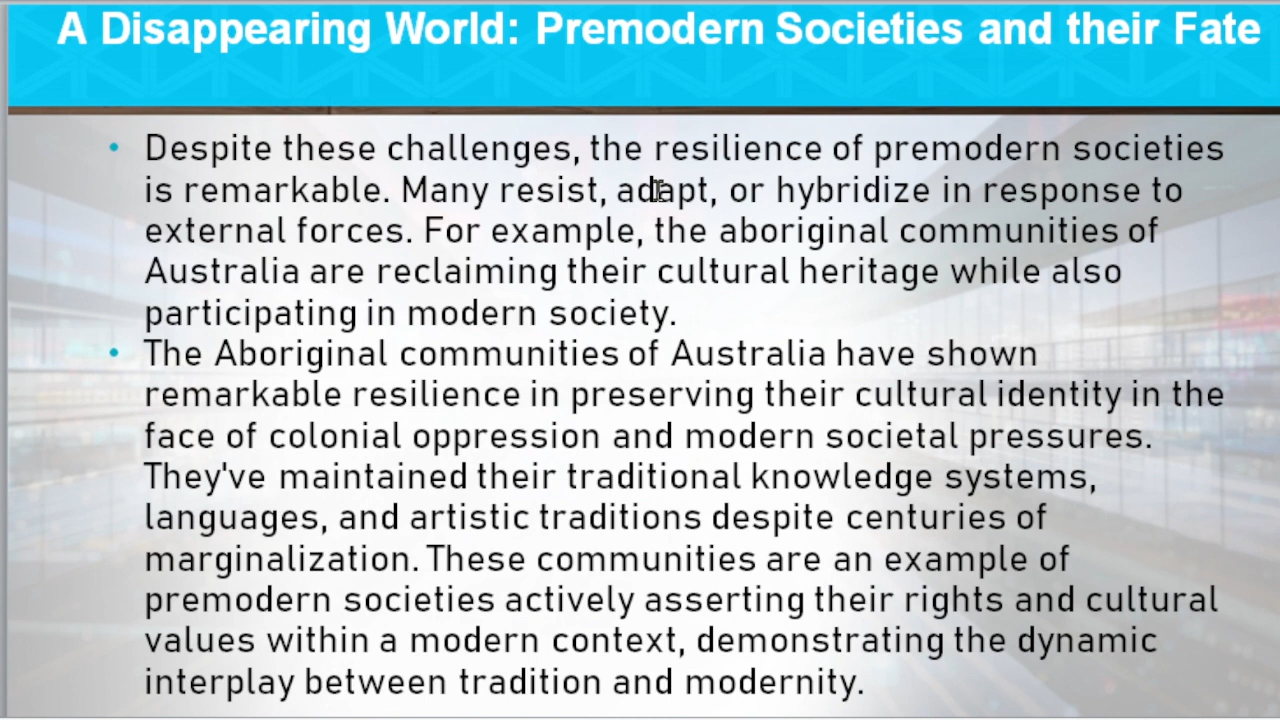 A Disappearing World: Premodern Societies and their Fate
• Despite these challenges, the resilience of premodern societies
is remarkable. Many resist, adapt, or hybridize in response to
external forces. For example, the aboriginal communities of
Australia are reclaiming their cultural heritage while also
participating in modern society.
• The Aboriginal communities of Australia have shown
remarkable resilience in preserving their cultural identity in the
face of colonial oppression and modern societal pressures.
They've maintained their traditional knowledge systems,
languages, and artistic traditions despite centuries of
marginalization. These communities are an example of
premodern societies actively asserting their rights and cultural
values within a modern context, demonstrating the dynamic
interplay between tradition and modernity.